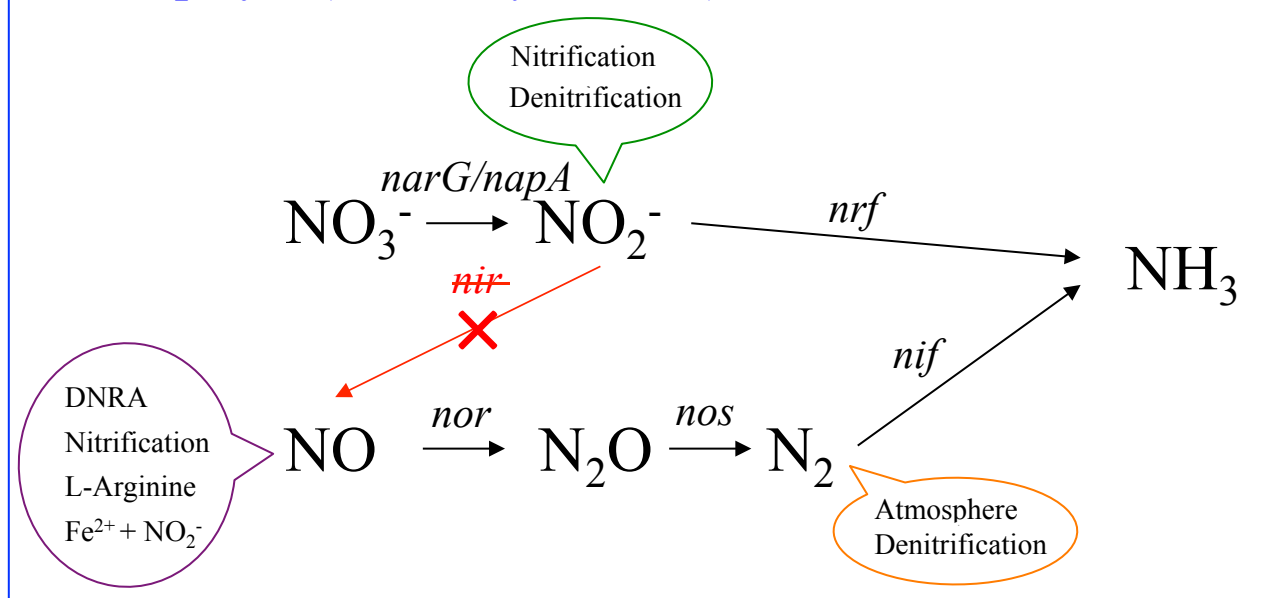 Nitrification
Denitrification
narG/napA
NO₃⁻ NO₂⁻
nrf
NH₃
nir
nif
DNRA
Nitrification
L-Arginine
Fe²⁺ + NO₂⁻
nor nos
NO N₂O N₂
Atmosphere
Denitrification